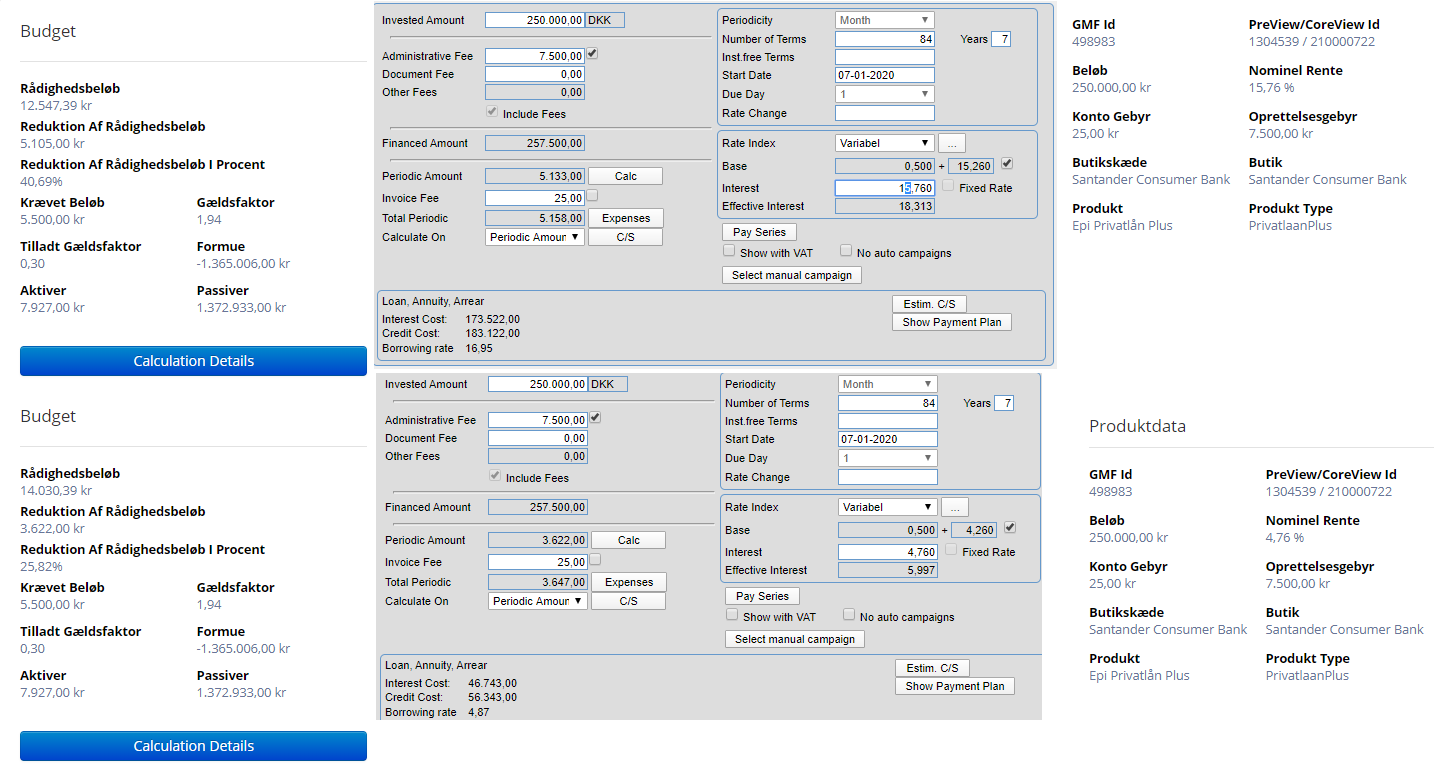 Budget
Rådighedsbeløb
12.547,39 kr
Reduktion Af Rådighedsbeløb
5.105,00 kr
Reduktion Af Rådighedsbeløb I Procent
40,69%
Krævet Beløb Gældsfaktor
5.500,00 kr 1,94
Tilladt Gældsfaktor Formue
0,30 -1.365.006,00 kr
Aktiver Passiver
7.927,00 kr 1.372.933,00 kr
Calculation Details
Invested Amount 250.000,00 DKK
Administrative Fee 7.500,00
Document Fee 0,00
Other Fees 0,00
Include Fees
Financed Amount 257.500,00
Periodic Amount 5.133,00 Calc
Invoice Fee 25,00
Total Periodic 5.158,00 Expenses
Calculate On Periodic Amoun C/S
Periodicity Month
Number of Terms 84 Years 7
Inst.free Terms
Start Date 07-01-2020
Due Day 1
Rate Change
Rate Index Variabel ...
Base 0,500 + 15,260
Interest 15,760 Fixed Rate
Effective Interest 18,313
Pay Series
Show with VAT No auto campaigns
Select manual campaign
Loan, Annuity, Arrear
Interest Cost: 173.522,00
Credit Cost: 183.122,00
Borrowing rate 16,95
Estim. C/S
Show Payment Plan
GMF Id PreView/CoreView Id
498983 1304539 / 210000722
Beløb Nominel Rente
250.000,00 kr 15,76 %
Konto Gebyr Oprettelsesgebyr
25,00 kr 7.500,00 kr
Butikskæde Butik
Santander Consumer Bank Santander Consumer Bank
Produkt Produkt Type
Epi Privatlån Plus PrivatlaanPlus
Budget
Rådighedsbeløb
14.030,39 kr
Reduktion Af Rådighedsbeløb
3.622,00 kr
Reduktion Af Rådighedsbeløb I Procent
25,82%
Krævet Beløb Gældsfaktor
5.500,00 kr 1,94
Tilladt Gældsfaktor Formue
0,30 -1.365.006,00 kr
Aktiver Passiver
7.927,00 kr 1.372.933,00 kr
Calculation Details
Invested Amount 250.000,00 DKK
Administrative Fee 7.500,00
Document Fee 0,00
Other Fees 0,00
Include Fees
Financed Amount 257.500,00
Periodic Amount 3.622,00 Calc
Invoice Fee 25,00
Total Periodic 3.647,00 Expenses
Calculate On Periodic Amoun C/S
Periodicity Month
Number of Terms 84 Years 7
Inst.free Terms
Start Date 07-01-2020
Due Day 1
Rate Change
Rate Index Variabel ...
Base 0,500 + 4,260
Interest 4,760 Fixed Rate
Effective Interest 5,997
Pay Series
Show with VAT No auto campaigns
Select manual campaign
Loan, Annuity, Arrear
Interest Cost: 46.743,00
Credit Cost: 56.343,00
Borrowing rate 4,87
Estim. C/S
Show Payment Plan
Produktdata
GMF Id PreView/CoreView Id
498983 1304539 / 210000722
Beløb Nominel Rente
250.000,00 kr 4,76 %
Konto Gebyr Oprettelsesgebyr
25,00 kr 7.500,00 kr
Butikskæde Butik
Santander Consumer Bank Santander Consumer Bank
Produkt Produkt Type
Epi Privatlån Plus PrivatlaanPlus